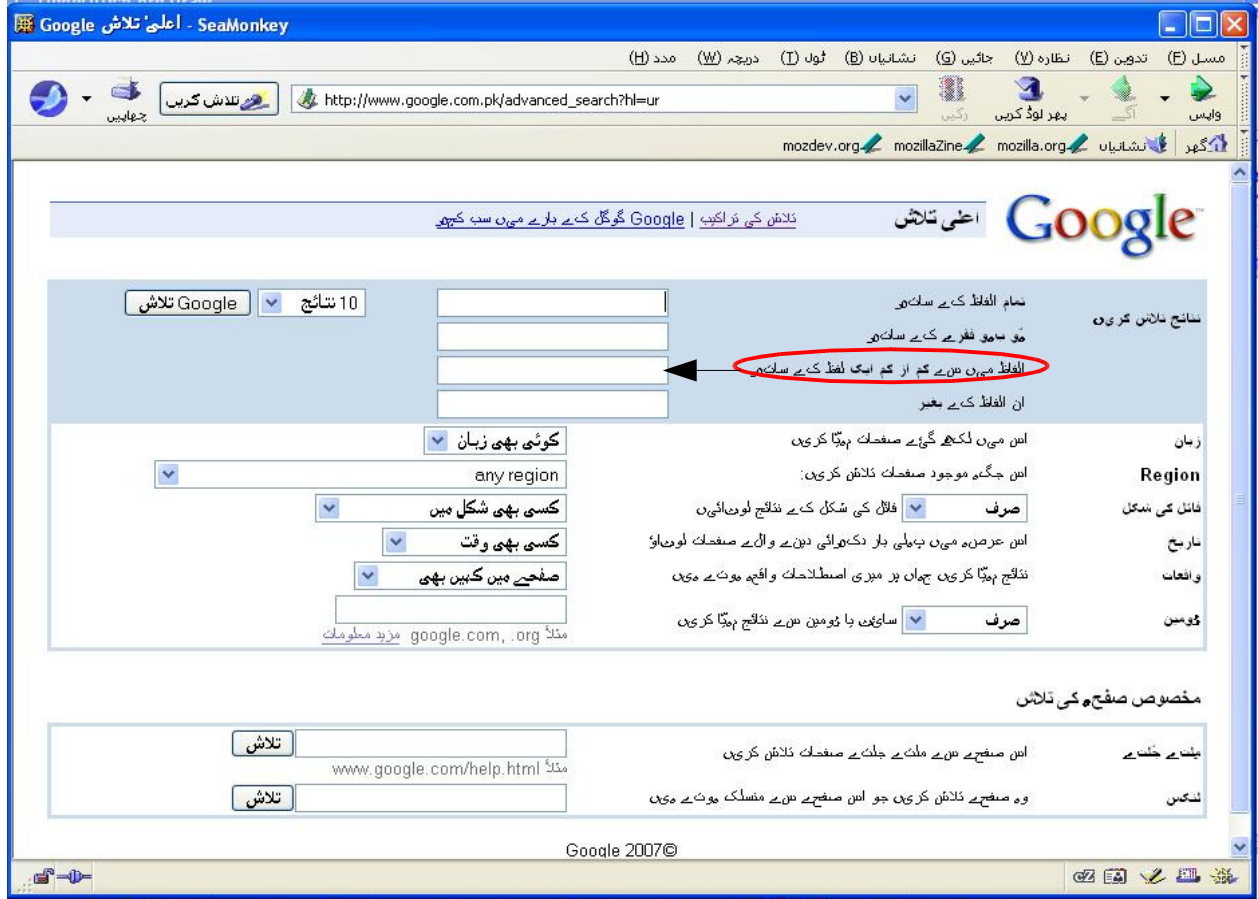 Google اعلیٰ تلاش - SeaMonkey
مسل (F) تدوین (E) نظارہ (V) جائیں (G) نشانیاں (B) ٹول (T) دریچہ (W) مدد (H)
واپس آگے پھر لوڈ کریں رکیں http://www.google.com.pk/advanced_search?hl=ur تلاش کریں چھاپیں
گھر نشانیاں mozilla.org mozillaZine mozdev.org
Google
اعلی تلاش تلاش کی تراکیب | Google گوگل کے بارے میں سب کچھ
نتائج تلاش کریں
تمام الفاظ کے ساتھ 10 نتائج Google تلاش
ہُو بہو فقرے کے ساتھ
الفاظ میں سے کم از کم ایک لفظ کے ساتھ
ان الفاظ کے بغیر
زبان اس میں لکھے گئے صفحات مہیّا کریں کوئی بھی زبان
Region اس جگہ موجود صفحات تلاش کریں: any region
فائل کی شکل صرف فائل کی شکل کے نتائج لوٹائیں کسی بھی شکل میں
تاریخ اس عرصہ میں پہلی بار دکھائی دینے والے صفحات لوٹاؤ کسی بھی وقت
واقعات نتائج مہیّا کریں جہاں پر میری اصطلاحات واقع ہوتے ہیں صفحے میں کہیں بھی
ڈومین صرف سائٹ یا ڈومین سے نتائج مہیّا کریں
مثلاً google.com, .org مزید معلومات
مخصوص صفحہ کی تلاش
مِلتے جُلتے اس صفحے سے ملتے جلتے صفحات تلاش کریں تلاش
مثلاً www.google.com/help.html
لنکس وہ صفحے تلاش کریں جو اس صفحے سے منسلک ہوتے ہیں تلاش
Google 2007©